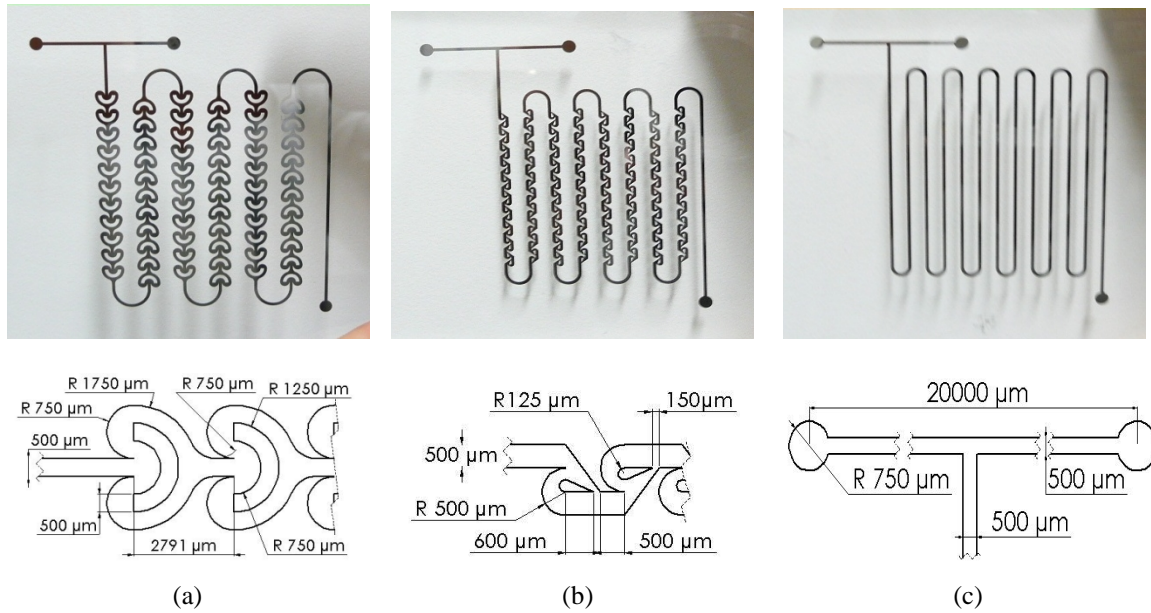 R 1750 µm
R 750 µm
R 1250 µm
R 750 µm
500 µm
500 µm
2791 µm
R 750 µm
R125 µm
150µm
500 µm
R 500 µm
600 µm
500 µm
20000 µm
R 750 µm
500 µm
500 µm
(a)
(b)
(c)